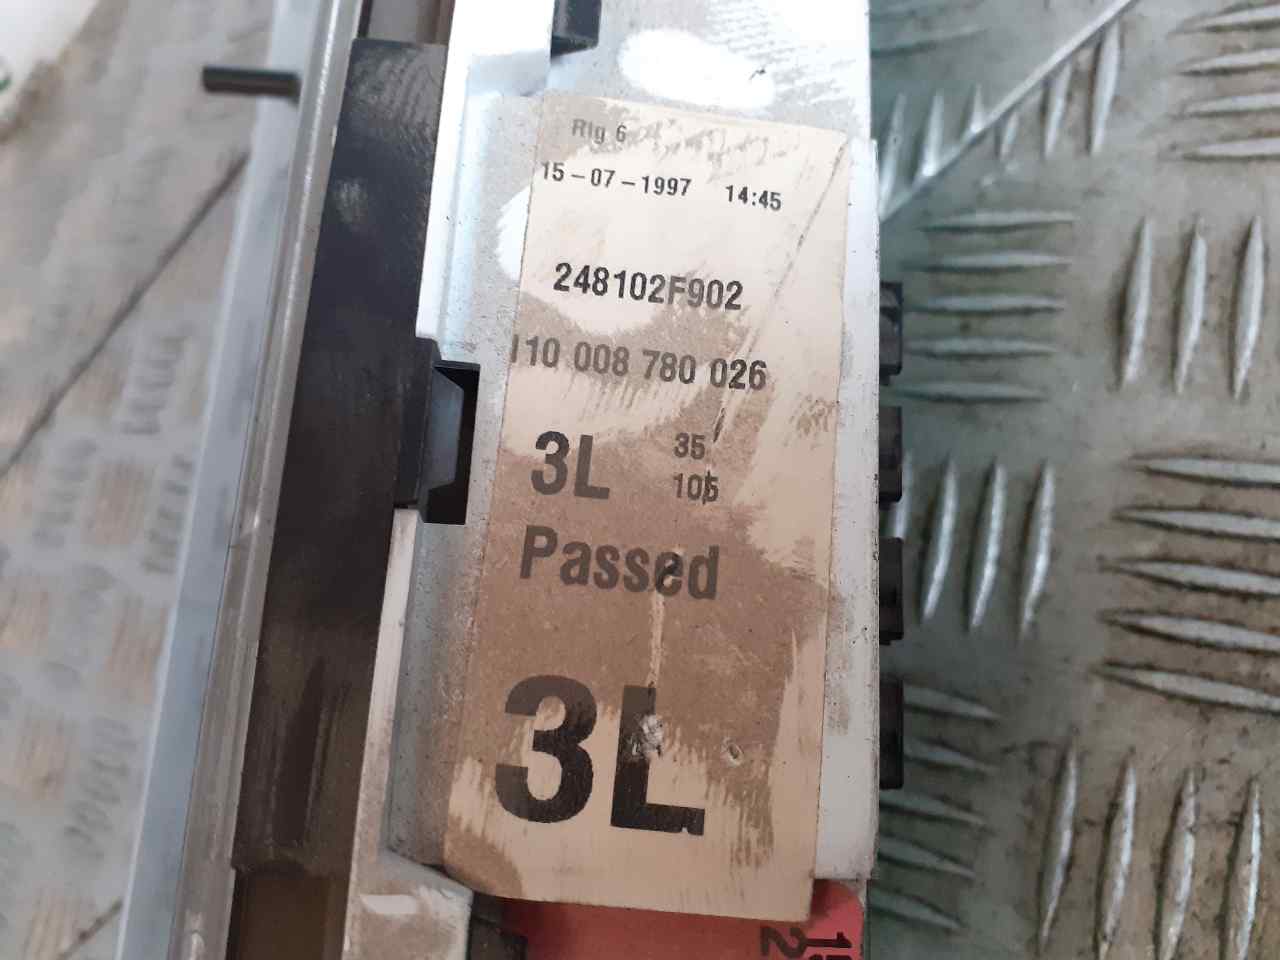 Rig 6
15-07-1997 14:45
248102F902
110 008 780 026
3L 35
105
Passed
3L